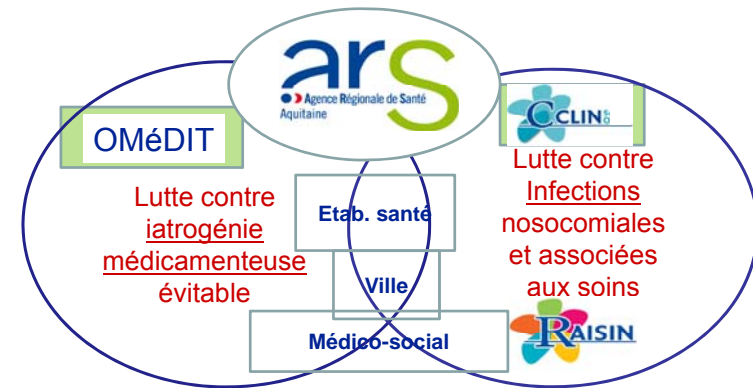 ars
Agence Régionale de Santé
Aquitaine
OMéDIT
Lutte contre
iatrogénie
médicamenteuse
évitable
Etab. santé
Ville
Médico-social
CCLIN
Lutte contre
Infections
nosocomiales
et associées
aux soins
RAISIN